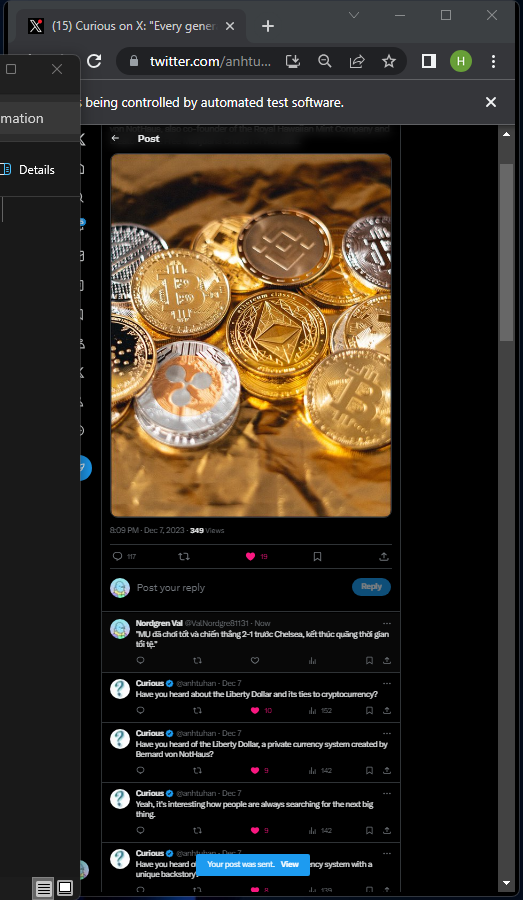 (15) Curious on X: "Every gener
twitter.com/anhtu...
H
being controlled by automated test software.
mation
Details
Post
8:09 PM · Dec 7, 2023 · 349 Views
117
19
Post your reply
Reply
Nordgren Val @ValNordgre81131 · Now
"MU đã chơi tốt và chiến thắng 2-1 trước Chelsea, kết thúc quãng thời gian
tồi tệ."
Curious @anhtuhan · Dec 7
Have you heard about the Liberty Dollar and its ties to cryptocurrency?
10
152
Curious @anhtuhan · Dec 7
Have you heard of the Liberty Dollar, a private currency system created by
Bernard von NotHaus?
9
142
Curious @anhtuhan · Dec 7
Yeah, it's interesting how people are always searching for the next big
thing.
9
142
Curious @anhtuhan · Dec 7
Have you heard of
ncy system with a
unique backstory?
Your post was sent. View
9
139